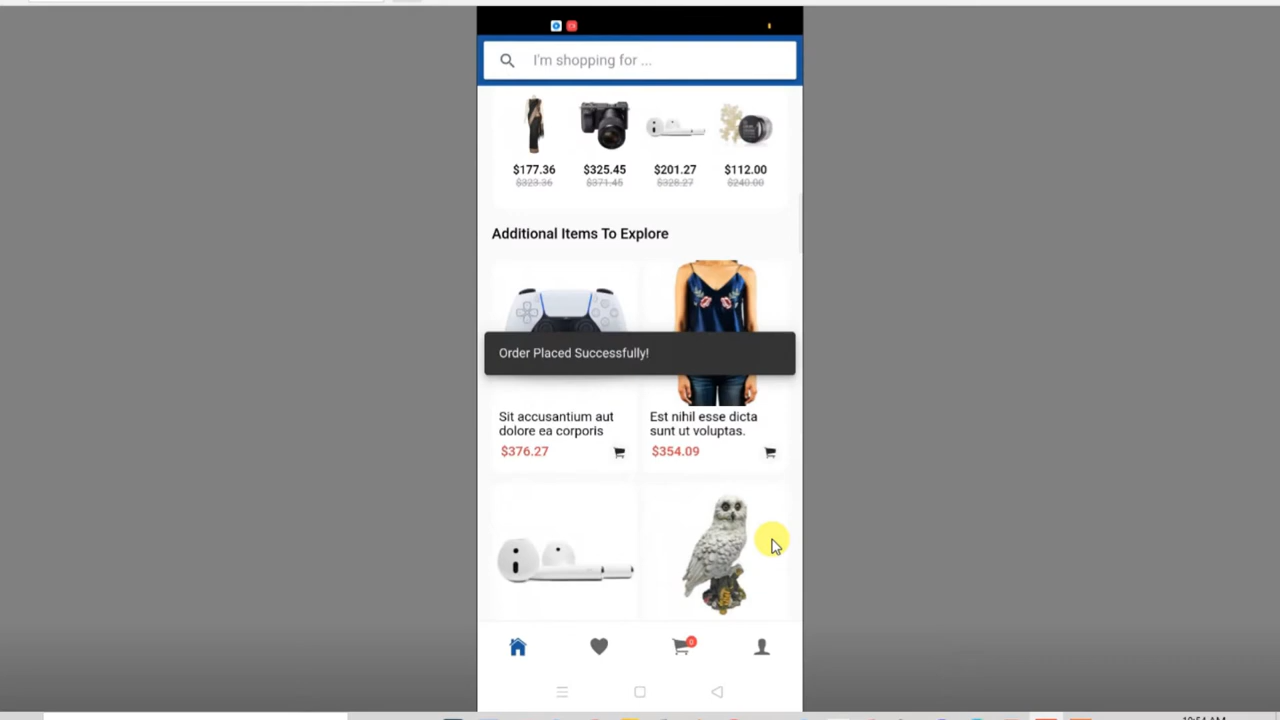 I'm shopping for ...
$177.36 $325.45 $201.27 $112.00
$323.36 $371.45 $328.27 $240.00
Additional Items To Explore
Order Placed Successfully!
Sit accusantium aut
dolore ea corporis
$376.27
Est nihil esse dicta
sunt ut voluptas.
$354.09
0